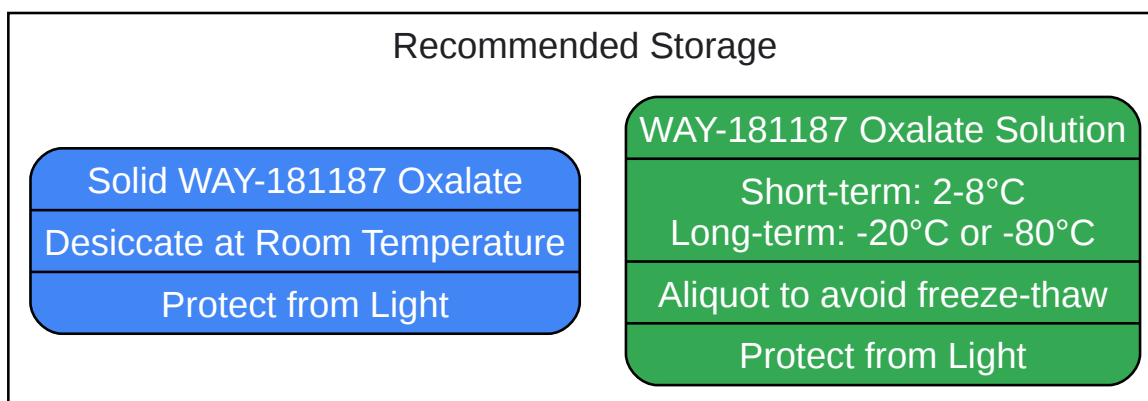 Recommended Storage
Solid WAY-181187 Oxalate
Desiccate at Room Temperature
Protect from Light
WAY-181187 Oxalate Solution
Short-term: 2-8°C
Long-term: -20°C or -80°C
Aliquot to avoid freeze-thaw
Protect from Light